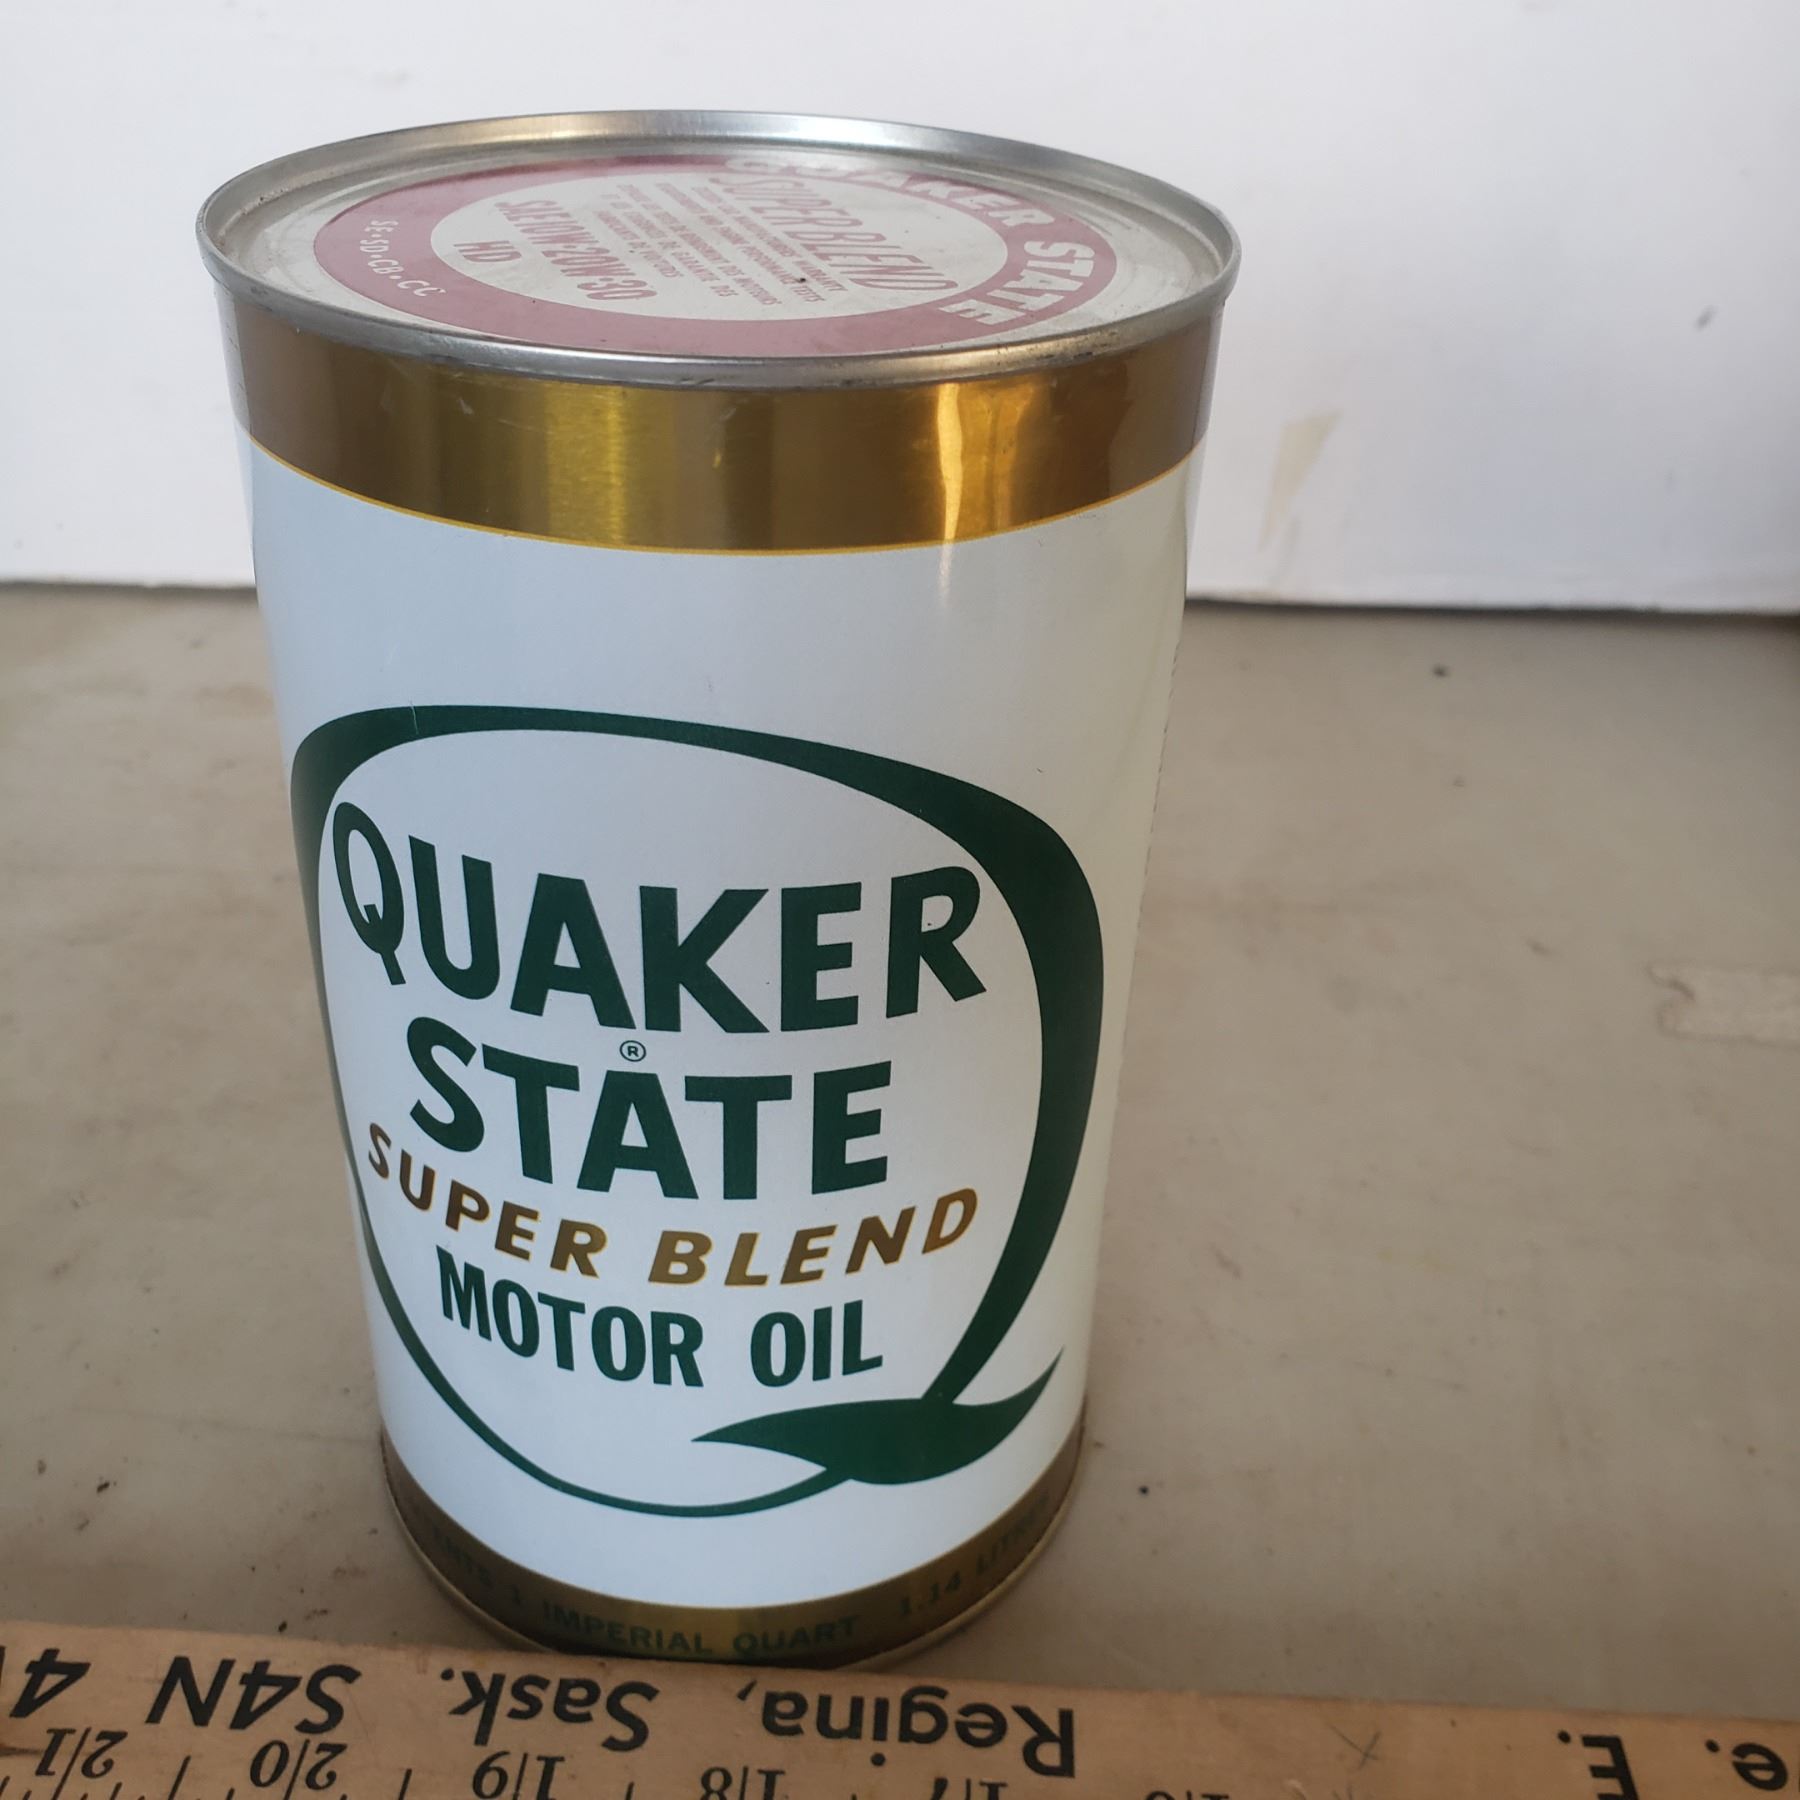 QUAKER STATE
SUPER BLEND
SAE 10W-20W-30
HD
SE•SD•CB•CC
QUAKER
STATE
®
SUPER BLEND
MOTOR OIL
1 IMPERIAL QUART 1.14
Regina, Sask. S4N 4
E.
17 18 19 20 21